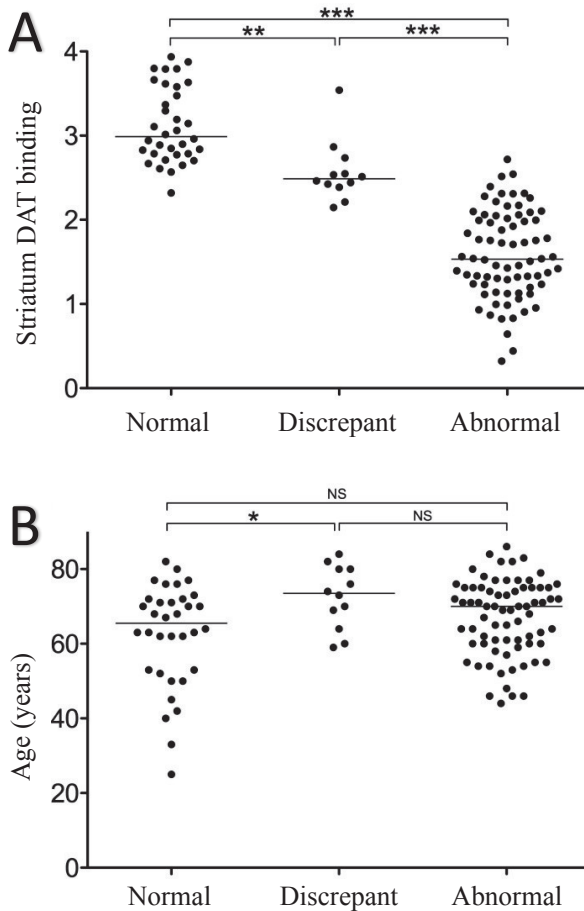 A
***
** ***
4
3
2
1
0
Striatum DAT binding
Normal Discrepant Abnormal
B
NS
* NS
80
60
40
20
0
Age (years)
Normal Discrepant Abnormal